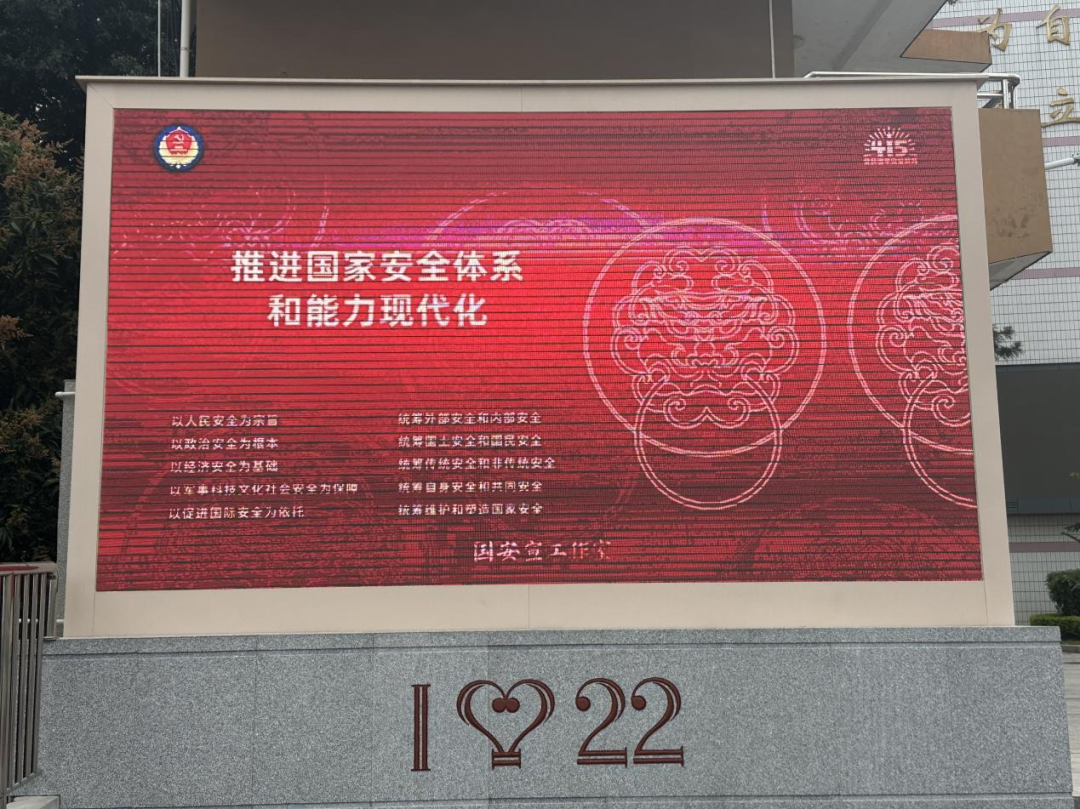 为自
立
415
推进国家安全体系
和能力现代化
以人民安全为宗旨
以政治安全为根本
以经济安全为基础
以军事科技文化社会安全为保障
以促进国际安全为依托
统筹外部安全和内部安全
统筹国土安全和国民安全
统筹传统安全和非传统安全
统筹自身安全和共同安全
统筹维护和塑造国家安全
国安宣工作室
I 22